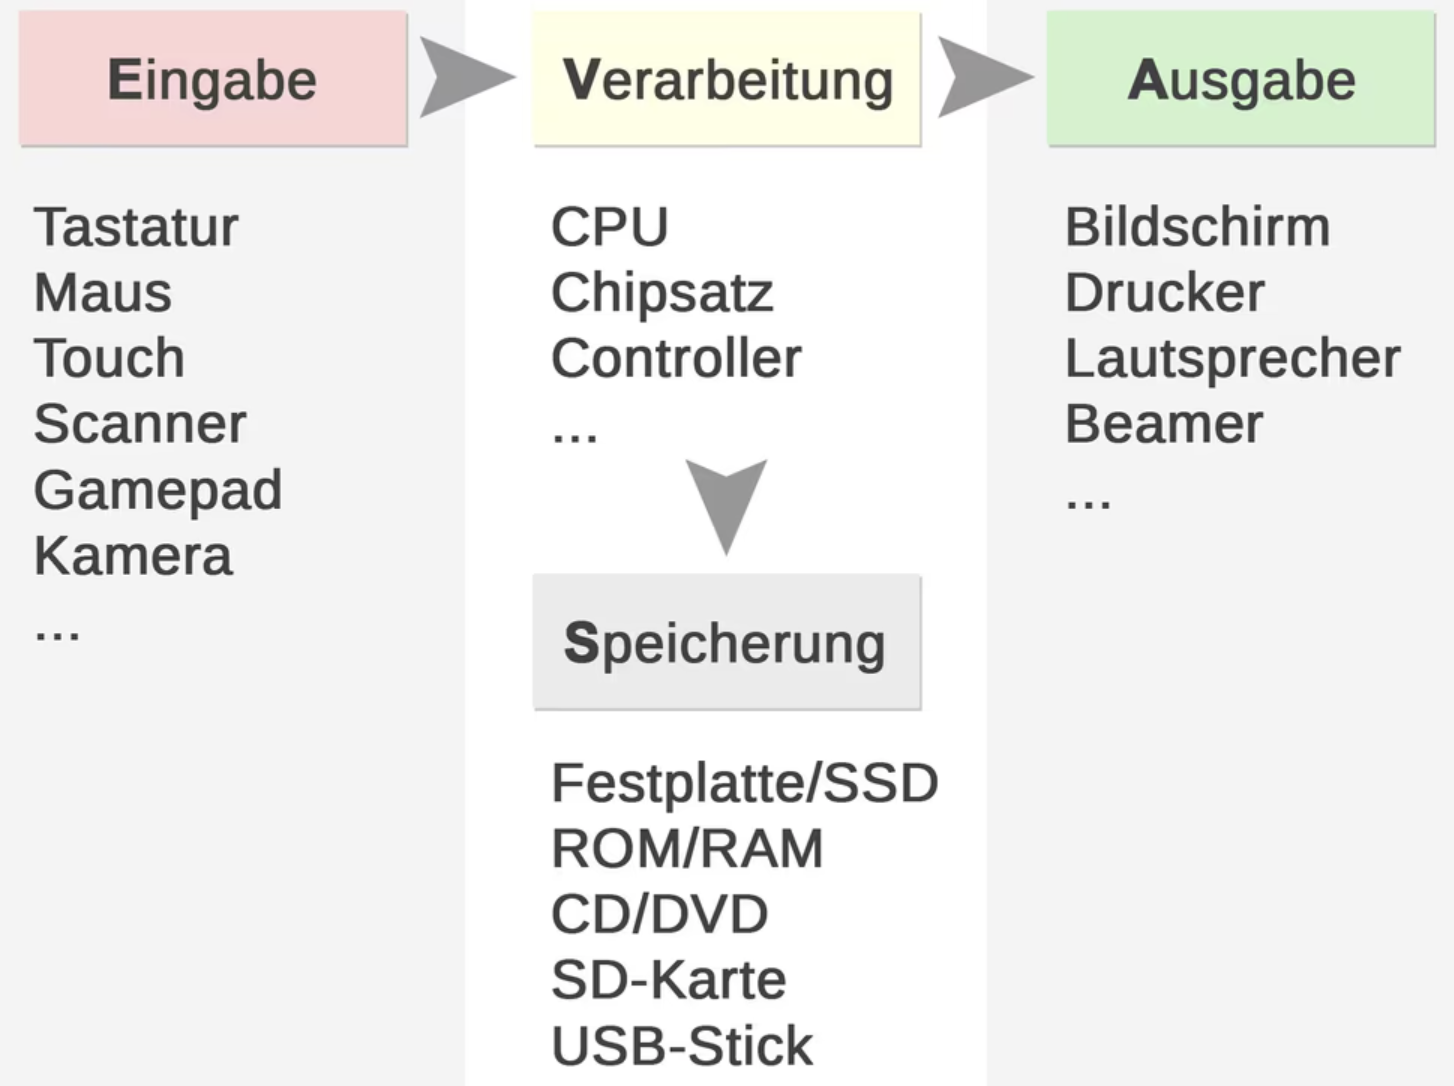 Eingabe
Tastatur
Maus
Touch
Scanner
Gamepad
Kamera
...
Verarbeitung
CPU
Chipsatz
Controller
...
Speicherung
Festplatte/SSD
ROM/RAM
CD/DVD
SD-Karte
USB-Stick
Ausgabe
Bildschirm
Drucker
Lautsprecher
Beamer
...